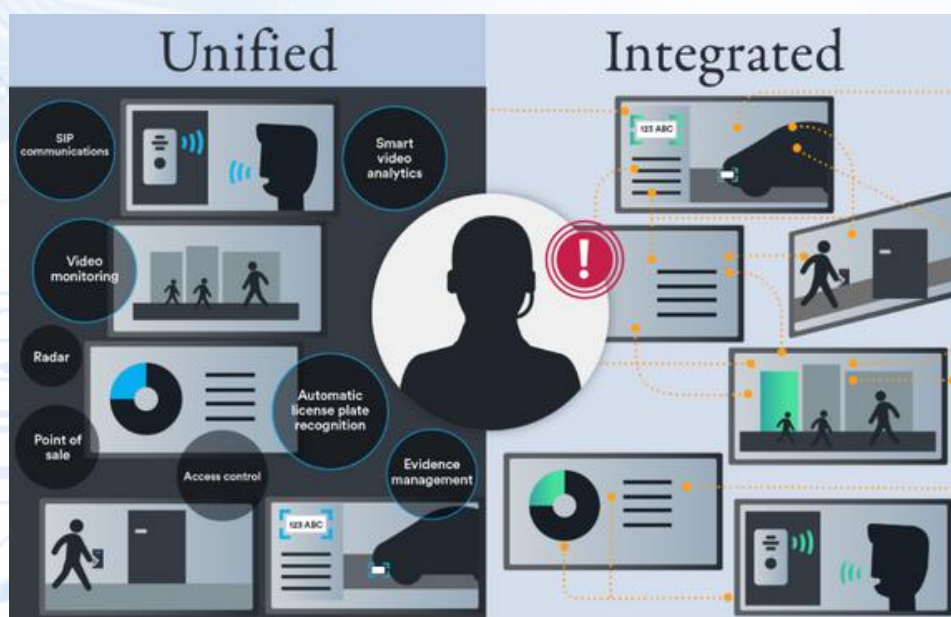 Unified
Integrated
SIP
communications
Smart
video
analytics
123 ABC
Video
monitoring
!
Radar
Automatic
license plate
recognition
Point of
sale
Access control
Evidence
management
123 ABC